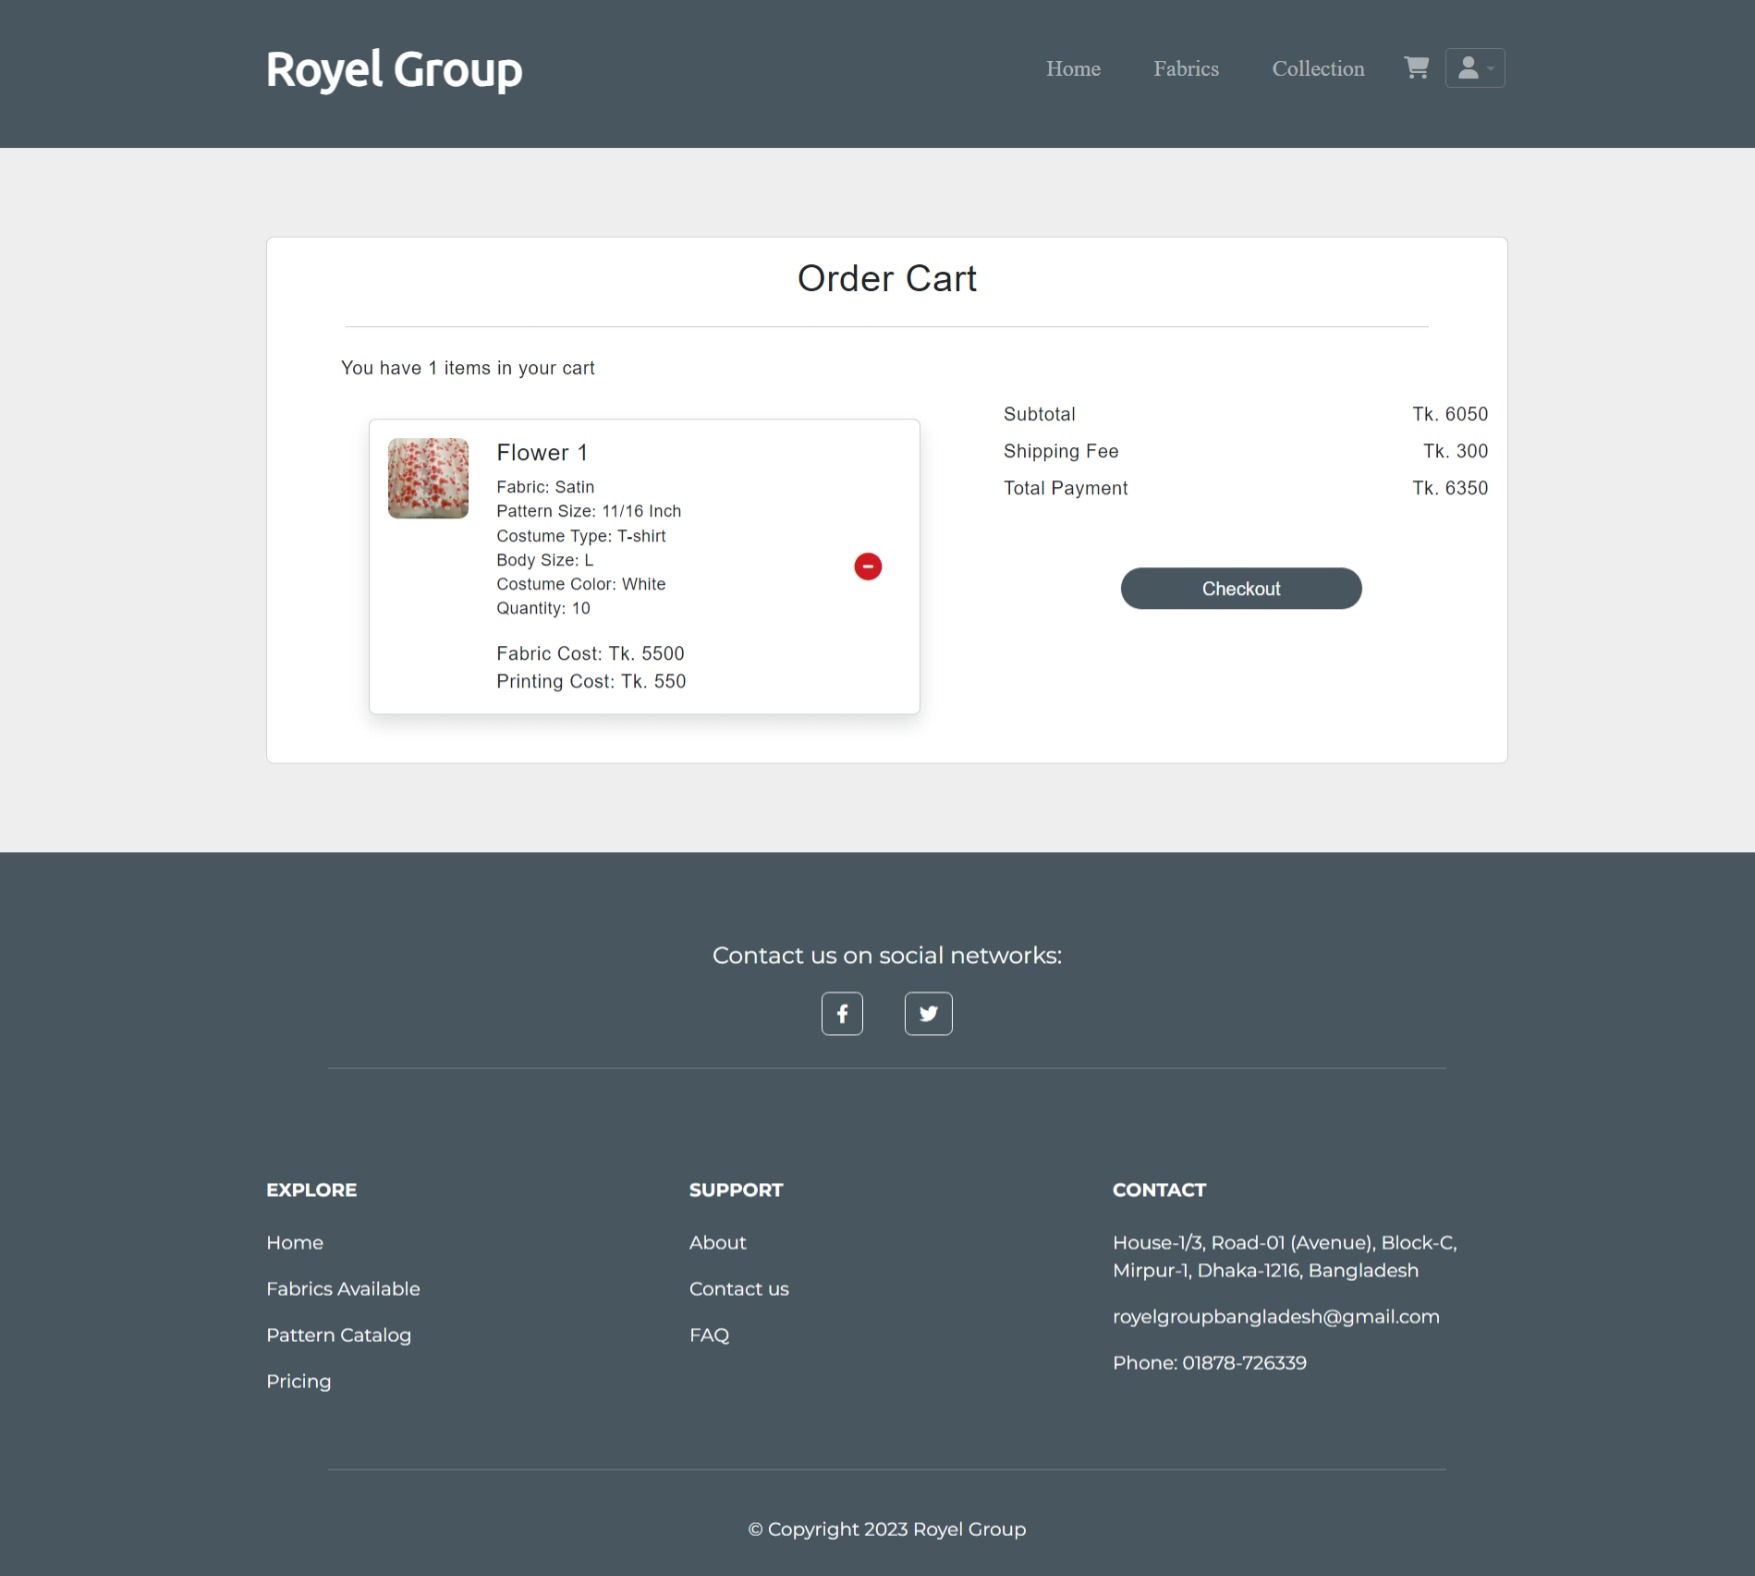 Royel Group
Home
Fabrics
Collection
Order Cart
You have 1 items in your cart
Flower 1
Fabric: Satin
Pattern Size: 11/16 Inch
Costume Type: T-shirt
Body Size: L
Costume Color: White
Quantity: 10
Fabric Cost: Tk. 5500
Printing Cost: Tk. 550
Subtotal Tk. 6050
Shipping Fee Tk. 300
Total Payment Tk. 6350
Checkout
Contact us on social networks:
EXPLORE
Home
Fabrics Available
Pattern Catalog
Pricing
SUPPORT
About
Contact us
FAQ
CONTACT
House-1/3, Road-01 (Avenue), Block-C,
Mirpur-1, Dhaka-1216, Bangladesh
royelgroupbangladesh@gmail.com
Phone: 01878-726339
© Copyright 2023 Royel Group